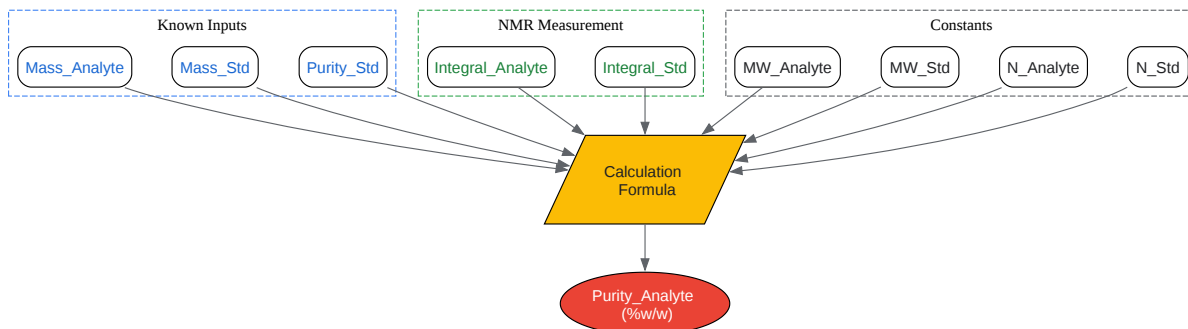 Known Inputs
NMR Measurement
Constants
Mass_Analyte
Mass_Std
Purity_Std
Integral_Analyte
Integral_Std
MW_Analyte
MW_Std
N_Analyte
N_Std
Calculation
Formula
Purity_Analyte
(%w/w)